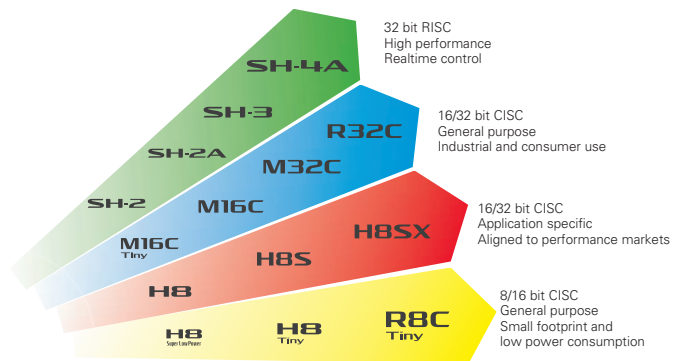 32 bit RISC
High performance
Realtime control
SH-4A
SH-3
SH-2A
SH-2
16/32 bit CISC
General purpose
Industrial and consumer use
R32C
M32C
M16C
M16C
Tiny
16/32 bit CISC
Application specific
Aligned to performance markets
H8SX
H8S
H8
8/16 bit CISC
General purpose
Small footprint and
low power consumption
R8C
Tiny
H8
Tiny
H8
Super Low Power